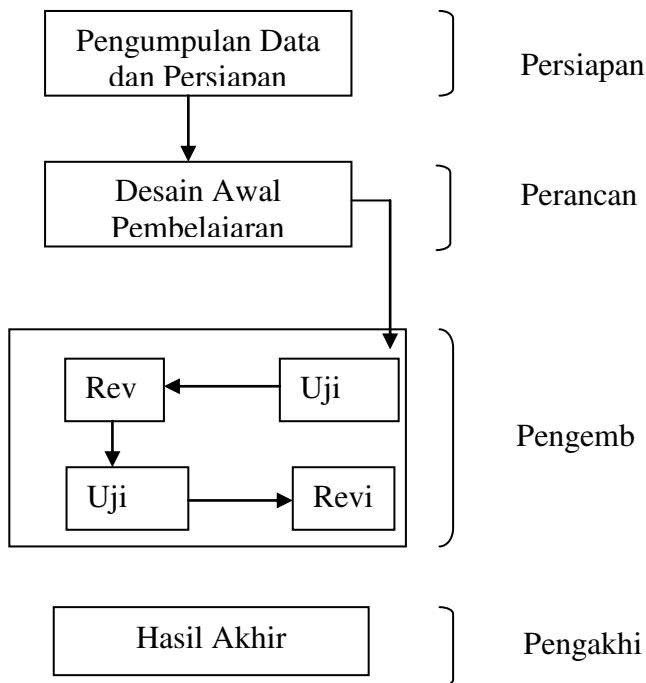 Pengumpulan Data
dan Persiapan
Persiapan
Desain Awal
Pembelajaran
Perancan
Rev
Uji
Pengemb
Uji
Revi
Hasil Akhir
Pengakhi